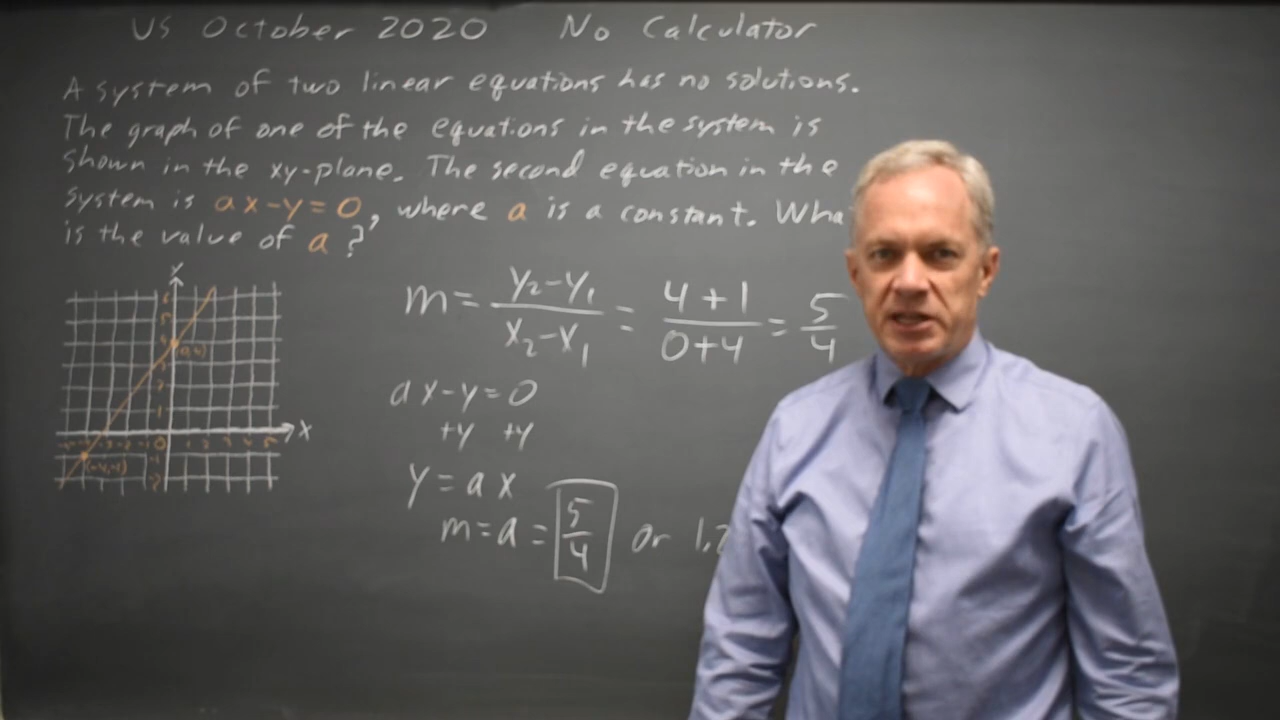 US October 2020 No Calculator
A system of two linear equations has no solutions.
The graph of one of the equations in the system is
shown in the xy-plane. The second equation in the
system is ax-y=0, where a is a constant. Wha
is the value of a?
y
(0,4)
x
(-4,-1)
m = (y₂-y₁)/(x₂-x₁) = (4+1)/(0+4) = 5/4
ax-y=0
+y +y
y=ax
m=a= 5/4 or 1.2